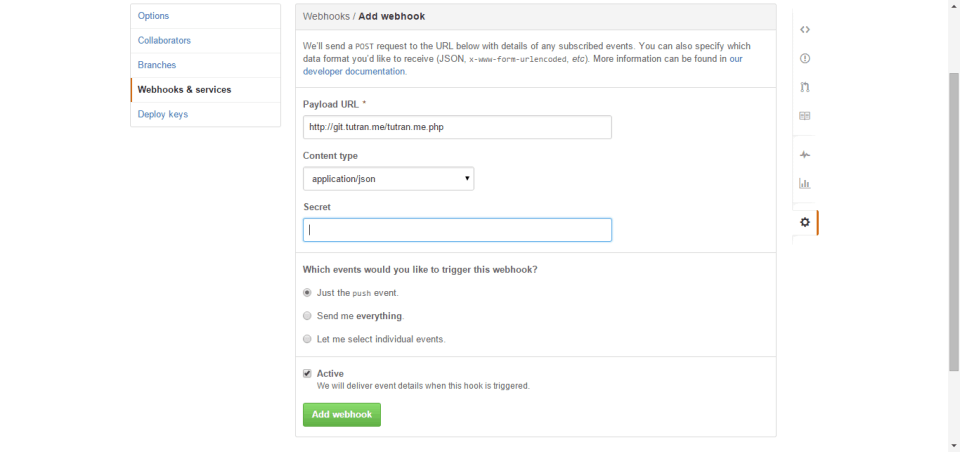 Options
Collaborators
Branches
Webhooks & services
Deploy keys
Webhooks / Add webhook
We'll send a POST request to the URL below with details of any subscribed events. You can also specify which
data format you'd like to receive (JSON, x-www-form-urlencoded, etc). More information can be found in our
developer documentation.
Payload URL *
http://git.tutran.me/tutran.me.php
Content type
application/json
Secret
Which events would you like to trigger this webhook?
Just the push event.
Send me everything.
Let me select individual events.
Active
We will deliver event details when this hook is triggered.
Add webhook